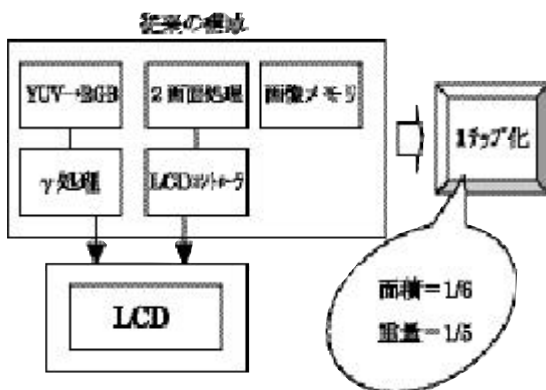 従来の構成
YUV→RGB
2画面処理
画像メモリ
1チップ化
γ処理
LCDコントローラ
LCD
面積=1/6
重量=1/5